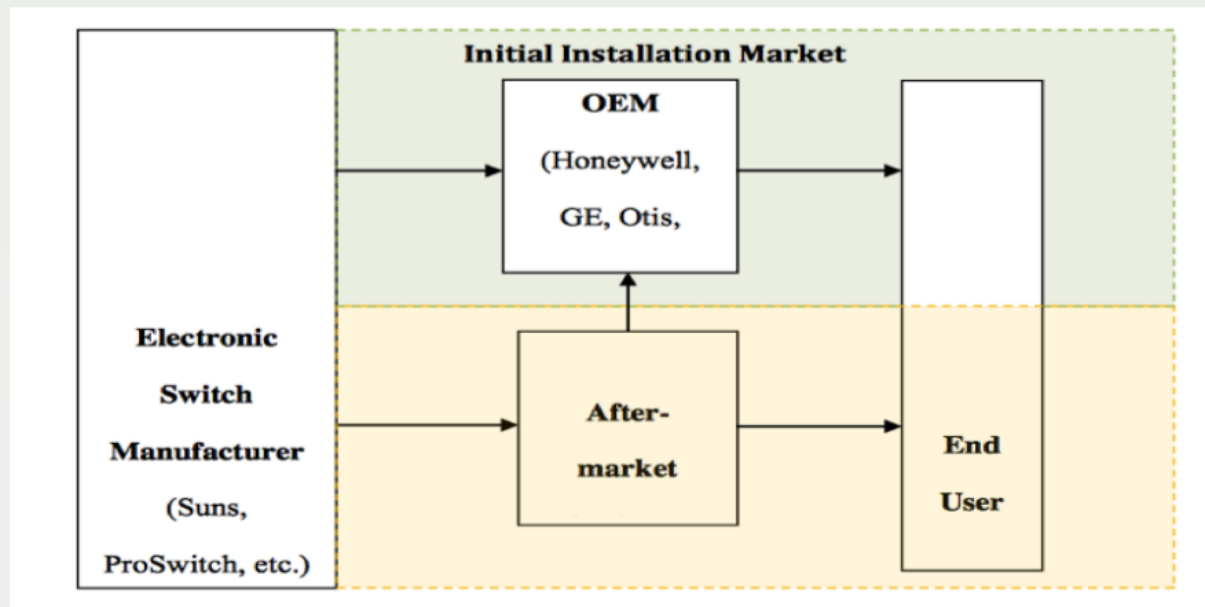 Initial Installation Market
OEM
(Honeywell,
GE, Otis,
Electronic
Switch
Manufacturer
(Suns,
ProSwitch, etc.)
After-
market
End
User